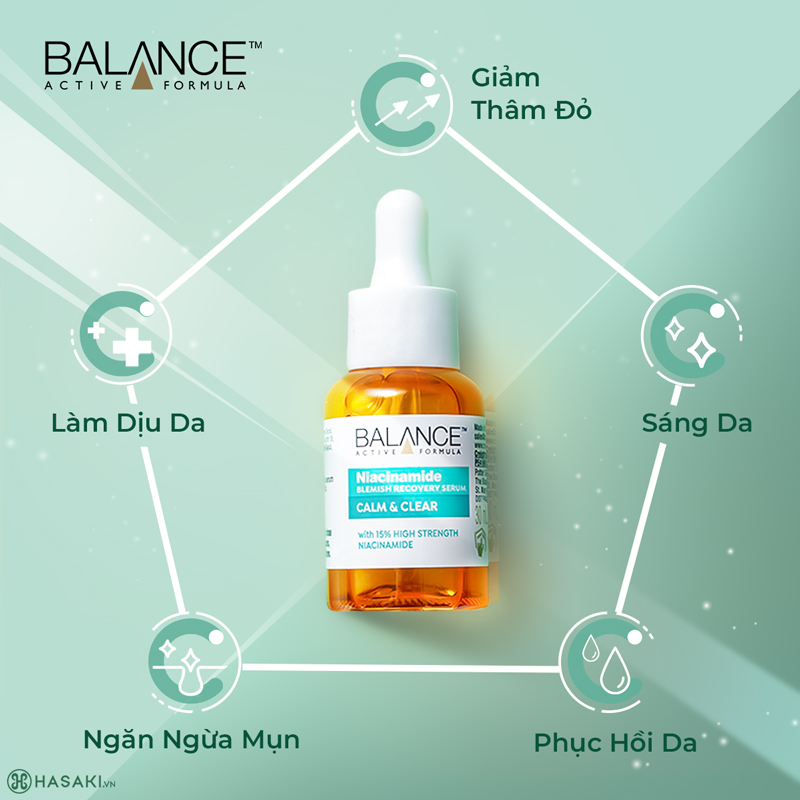 BALANCE™
ACTIVE FORMULA
Giảm
Thâm Đỏ
Làm Dịu Da
Sáng Da
BALANCE™
ACTIVE FORMULA
Niacinamide
BLEMISH RECOVERY SERUM
CALM & CLEAR
with 15% HIGH STRENGTH
NIACINAMIDE
Ngăn Ngừa Mụn
Phục Hồi Da
HASAKI.VN